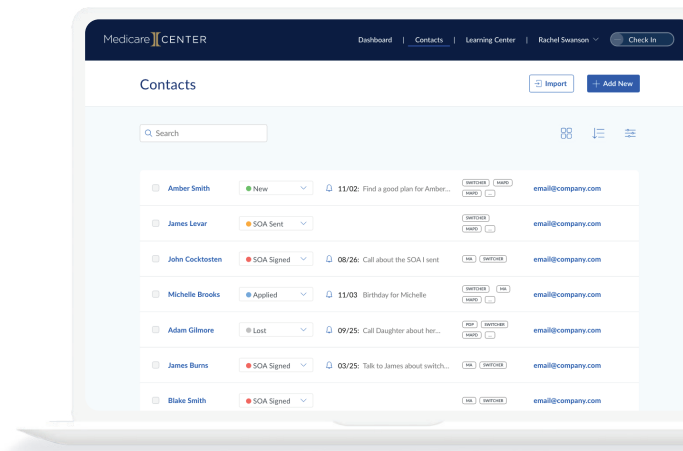 Medicare CENTER
Dashboard | Contacts | Learning Center | Rachel Swanson
Check In
Contacts
Import
+ Add New
Search
Amber Smith New 11/02: Find a good plan for Amber... SWITCHER MAPD email@company.com
MAPD ...
James Levar SOA Sent SWITCHER email@company.com
MAPD ...
John Cocktosten SOA Signed 08/26: Call about the SOA I sent MA SWITCHER email@company.com
Michelle Brooks Applied 11/03 Birthday for Michelle SWITCHER MA email@company.com
MAPD ...
Adam Gilmore Lost 09/25: Call Daughter about her... PDP SWITCHER email@company.com
MAPD ...
James Burns SOA Signed 03/25: Talk to James about switch... MA SWITCHER email@company.com
Blake Smith SOA Signed MA SWITCHER email@company.com